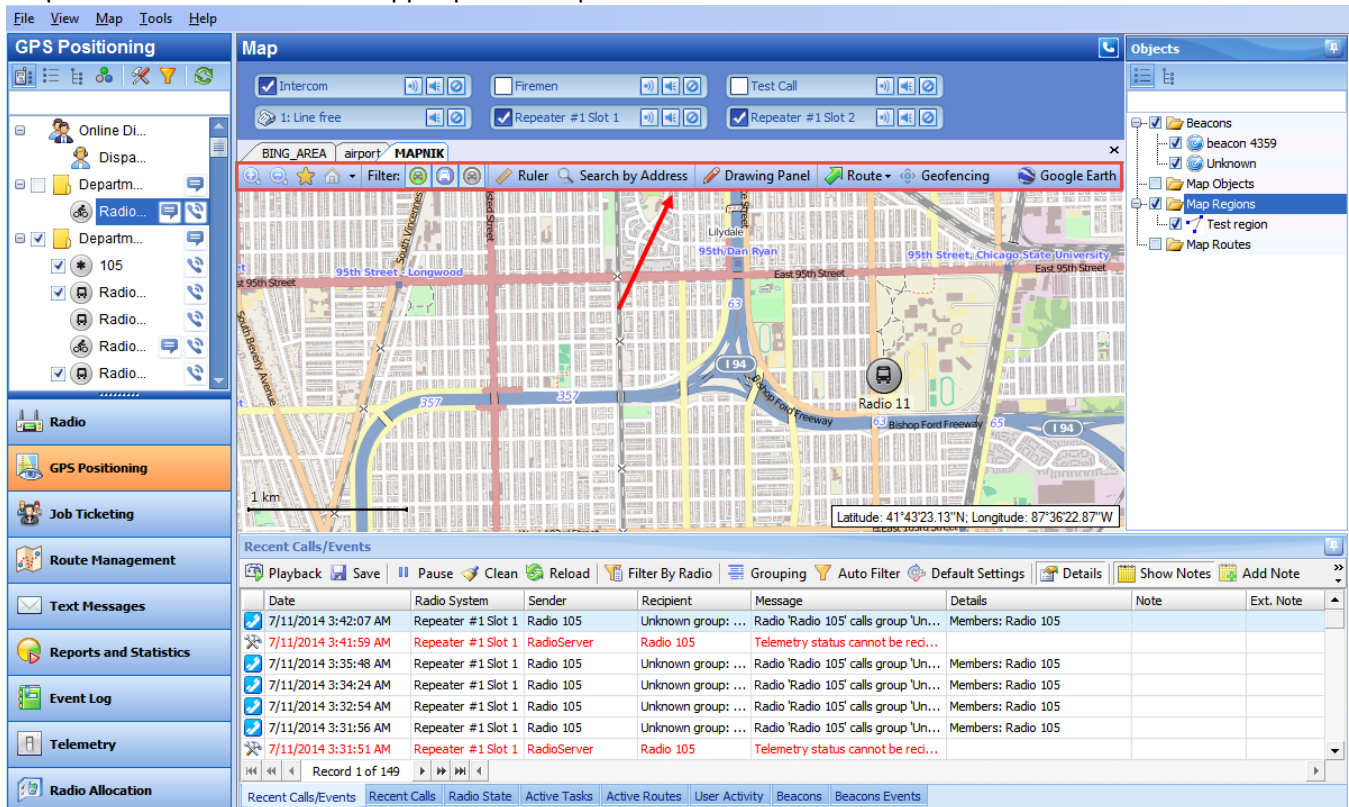 File View Map Tools Help
GPS Positioning
Map
Objects
Intercom
Firemen
Test Call
1: Line free
Repeater #1 Slot 1
Repeater #1 Slot 2
BING_AREA airport MAPNIK
Filter: Ruler Search by Address Drawing Panel Route Geofencing Google Earth
Online Di...
Dispa...
Departm...
Radio...
Departm...
105
Radio...
Radio...
Radio...
Radio...
Radio
GPS Positioning
Job Ticketing
Route Management
Text Messages
Reports and Statistics
Event Log
Telemetry
Radio Allocation
South Vincennes
Lilydale
95th/Dan Ryan
95th Street, Chicago State University
95th Street - Longwood
East 95th Street
East 95th Street
st 95th Street
South Beverly Avenue
63
I 94
357
357
Bishop Ford Freeway
Radio 11
63
Bishop Ford Freeway
65
I 94
1 km
Latitude: 41°43'23.13"N; Longitude: 87°36'22.87"W
Beacons
beacon 4359
Unknown
Map Objects
Map Regions
Test region
Map Routes
Recent Calls/Events
Playback Save Pause Clean Reload Filter By Radio Grouping Auto Filter Default Settings Details Show Notes Add Note
Date Radio System Sender Recipient Message Details Note Ext. Note
7/11/2014 3:42:07 AM Repeater #1 Slot 1 Radio 105 Unknown group: ... Radio 'Radio 105' calls group 'Un... Members: Radio 105
7/11/2014 3:41:59 AM Repeater #1 Slot 1 RadioServer Radio 105 Telemetry status cannot be reci...
7/11/2014 3:35:48 AM Repeater #1 Slot 1 Radio 105 Unknown group: ... Radio 'Radio 105' calls group 'Un... Members: Radio 105
7/11/2014 3:34:24 AM Repeater #1 Slot 1 Radio 105 Unknown group: ... Radio 'Radio 105' calls group 'Un... Members: Radio 105
7/11/2014 3:32:54 AM Repeater #1 Slot 1 Radio 105 Unknown group: ... Radio 'Radio 105' calls group 'Un... Members: Radio 105
7/11/2014 3:31:56 AM Repeater #1 Slot 1 Radio 105 Unknown group: ... Radio 'Radio 105' calls group 'Un... Members: Radio 105
7/11/2014 3:31:51 AM Repeater #1 Slot 1 RadioServer Radio 105 Telemetry status cannot be reci...
Record 1 of 149
Recent Calls/Events Recent Calls Radio State Active Tasks Active Routes User Activity Beacons Beacons Events